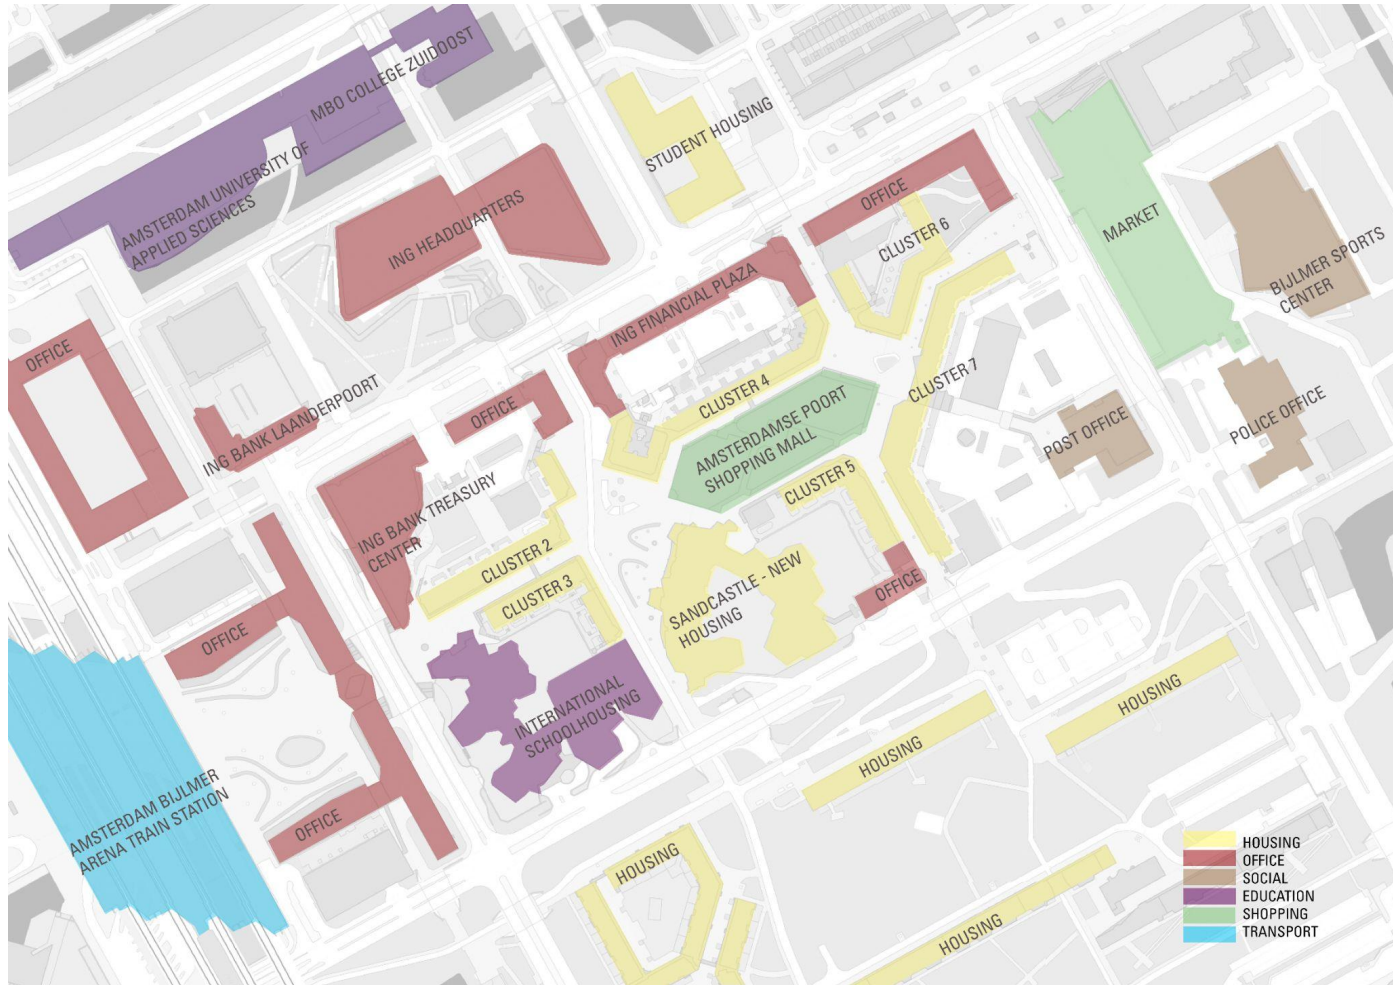 MBO COLLEGE ZUIDOOST
AMSTERDAM UNIVERSITY OF
APPLIED SCIENCES
STUDENT HOUSING
ING HEADQUARTERS
OFFICE
CLUSTER 6
MARKET
BIJLMER SPORTS
CENTER
ING FINANCIAL PLAZA
OFFICE
ING BANK LAANDERPOORT
OFFICE
CLUSTER 4
CLUSTER 7
AMSTERDAMSE POORT
SHOPPING MALL
POST OFFICE
POLICE OFFICE
CLUSTER 5
ING BANK TREASURY
CENTER
CLUSTER 2
CLUSTER 3
SANDCASTLE - NEW
HOUSING
OFFICE
OFFICE
INTERNATIONAL
SCHOOLHOUSING
HOUSING
HOUSING
AMSTERDAM BIJLMER
ARENA TRAIN STATION
OFFICE
HOUSING
HOUSING
HOUSING
OFFICE
SOCIAL
EDUCATION
SHOPPING
TRANSPORT